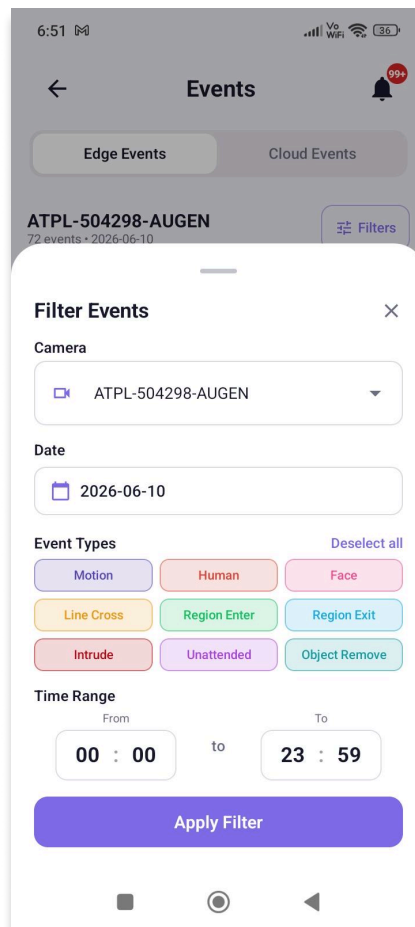 6:51
Vo
WiFi
36
Events
99+
Edge Events
Cloud Events
ATPL-504298-AUGEN
72 events • 2026-06-10
Filters
Filter Events
Camera
ATPL-504298-AUGEN
Date
2026-06-10
Event Types
Deselect all
Motion
Human
Face
Line Cross
Region Enter
Region Exit
Intrude
Unattended
Object Remove
Time Range
From
To
00 : 00
to
23 : 59
Apply Filter